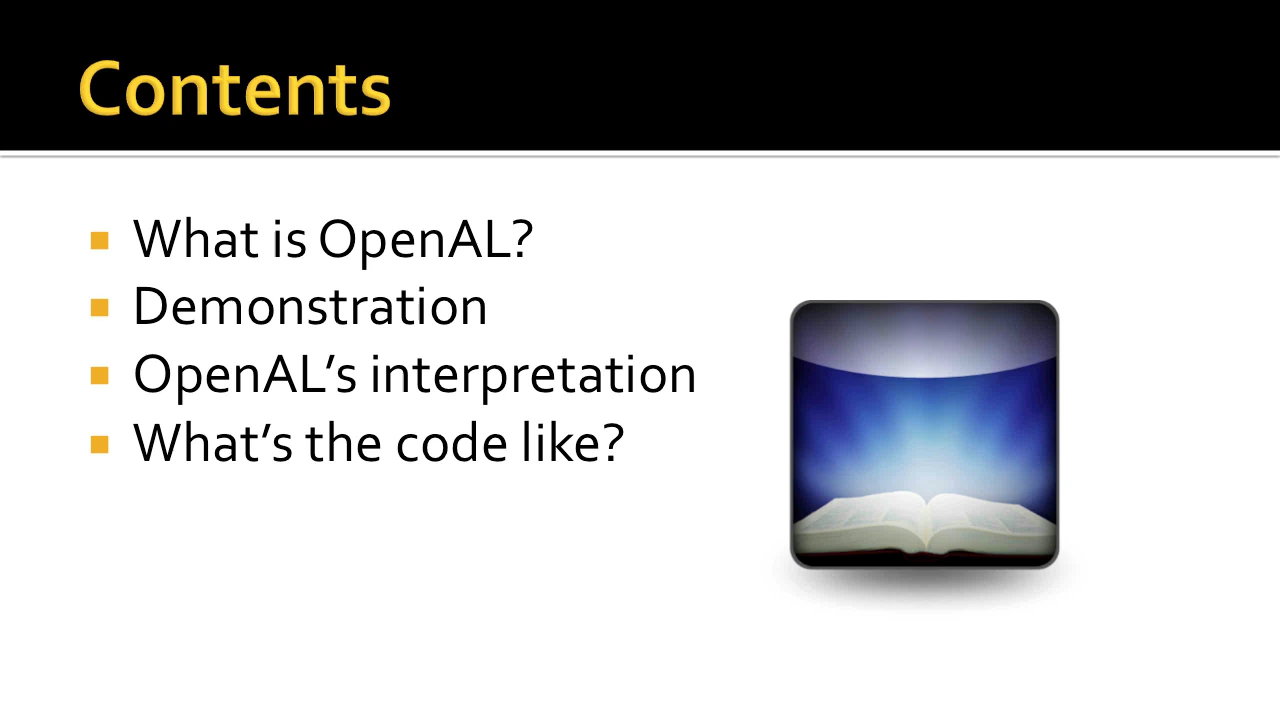 Contents
What is OpenAL?
Demonstration
OpenAL’s interpretation
What’s the code like?